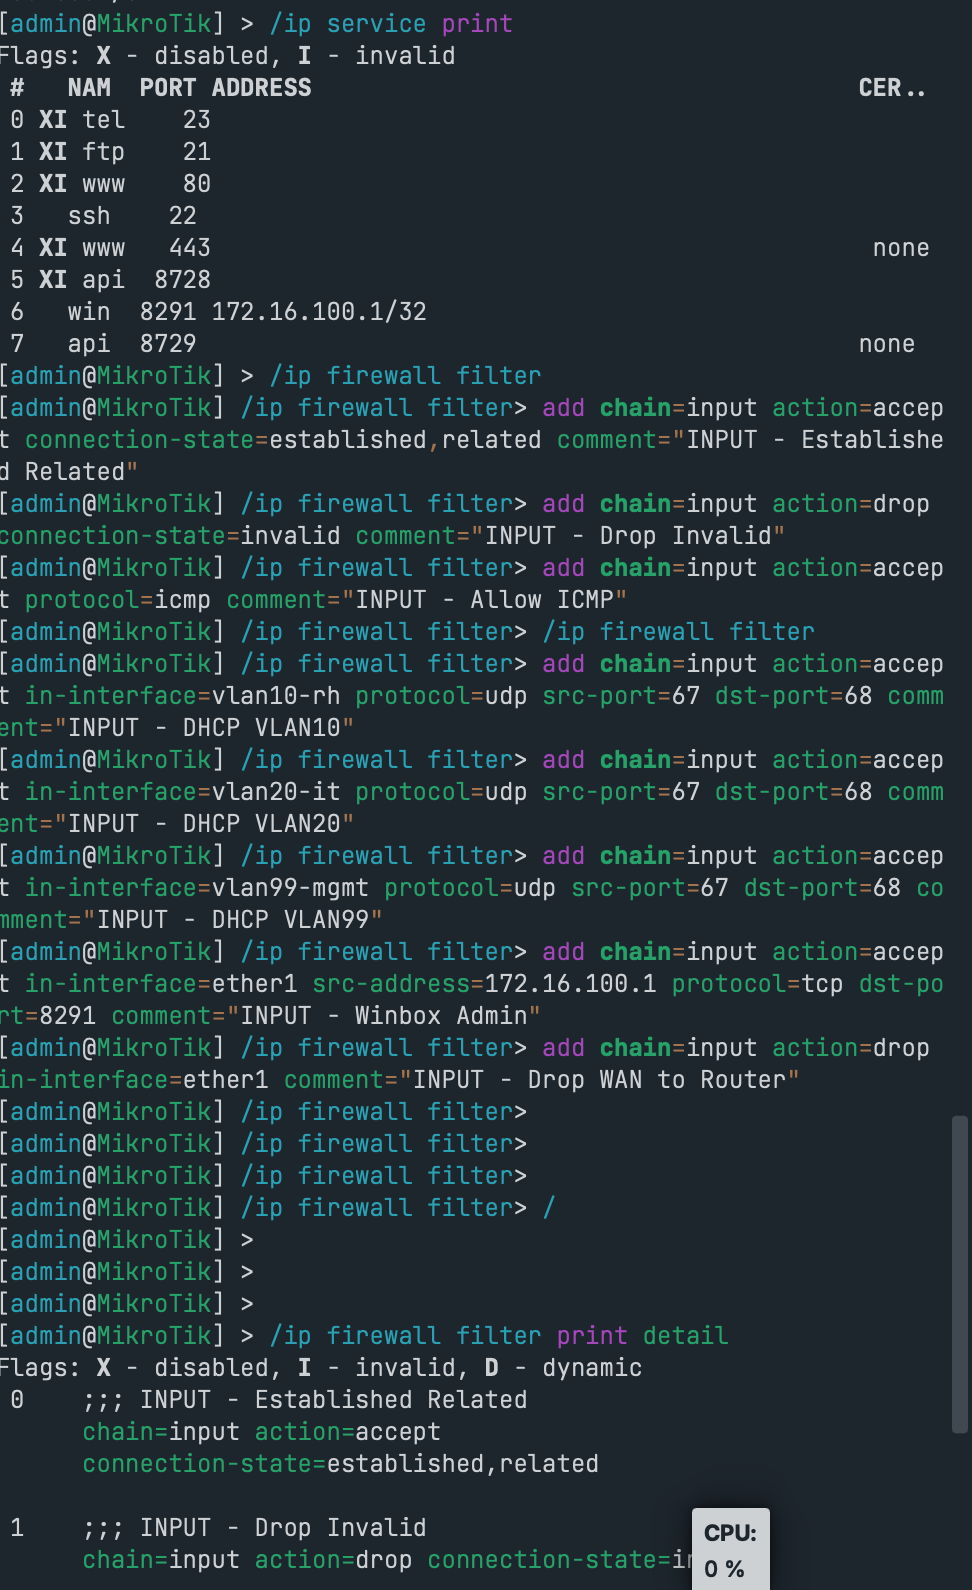 [admin@MikroTik] > /ip service print
Flags: X - disabled, I - invalid
#   NAM  PORT ADDRESS                                      CER..
0 XI tel    23
1 XI ftp    21
2 XI www    80
3   ssh    22
4 XI www   443                                              none
5 XI api  8728
6   win  8291 172.16.100.1/32
7   api  8729                                             none
[admin@MikroTik] > /ip firewall filter
[admin@MikroTik] /ip firewall filter> add chain=input action=accep
t connection-state=established,related comment="INPUT - Establishe
d Related"
[admin@MikroTik] /ip firewall filter> add chain=input action=drop
connection-state=invalid comment="INPUT - Drop Invalid"
[admin@MikroTik] /ip firewall filter> add chain=input action=accep
t protocol=icmp comment="INPUT - Allow ICMP"
[admin@MikroTik] /ip firewall filter> /ip firewall filter
[admin@MikroTik] /ip firewall filter> add chain=input action=accep
t in-interface=vlan10-rh protocol=udp src-port=67 dst-port=68 comm
ent="INPUT - DHCP VLAN10"
[admin@MikroTik] /ip firewall filter> add chain=input action=accep
t in-interface=vlan20-it protocol=udp src-port=67 dst-port=68 comm
ent="INPUT - DHCP VLAN20"
[admin@MikroTik] /ip firewall filter> add chain=input action=accep
t in-interface=vlan99-mgmt protocol=udp src-port=67 dst-port=68 co
mment="INPUT - DHCP VLAN99"
[admin@MikroTik] /ip firewall filter> add chain=input action=accep
t in-interface=ether1 src-address=172.16.100.1 protocol=tcp dst-po
rt=8291 comment="INPUT - Winbox Admin"
[admin@MikroTik] /ip firewall filter> add chain=input action=drop
in-interface=ether1 comment="INPUT - Drop WAN to Router"
[admin@MikroTik] /ip firewall filter>
[admin@MikroTik] /ip firewall filter>
[admin@MikroTik] /ip firewall filter>
[admin@MikroTik] /ip firewall filter> /
[admin@MikroTik] >
[admin@MikroTik] >
[admin@MikroTik] >
[admin@MikroTik] > /ip firewall filter print detail
Flags: X - disabled, I - invalid, D - dynamic
0    ;;; INPUT - Established Related
     chain=input action=accept
     connection-state=established,related
1    ;;; INPUT - Drop Invalid
     chain=input action=drop connection-state=in
CPU:
0 %